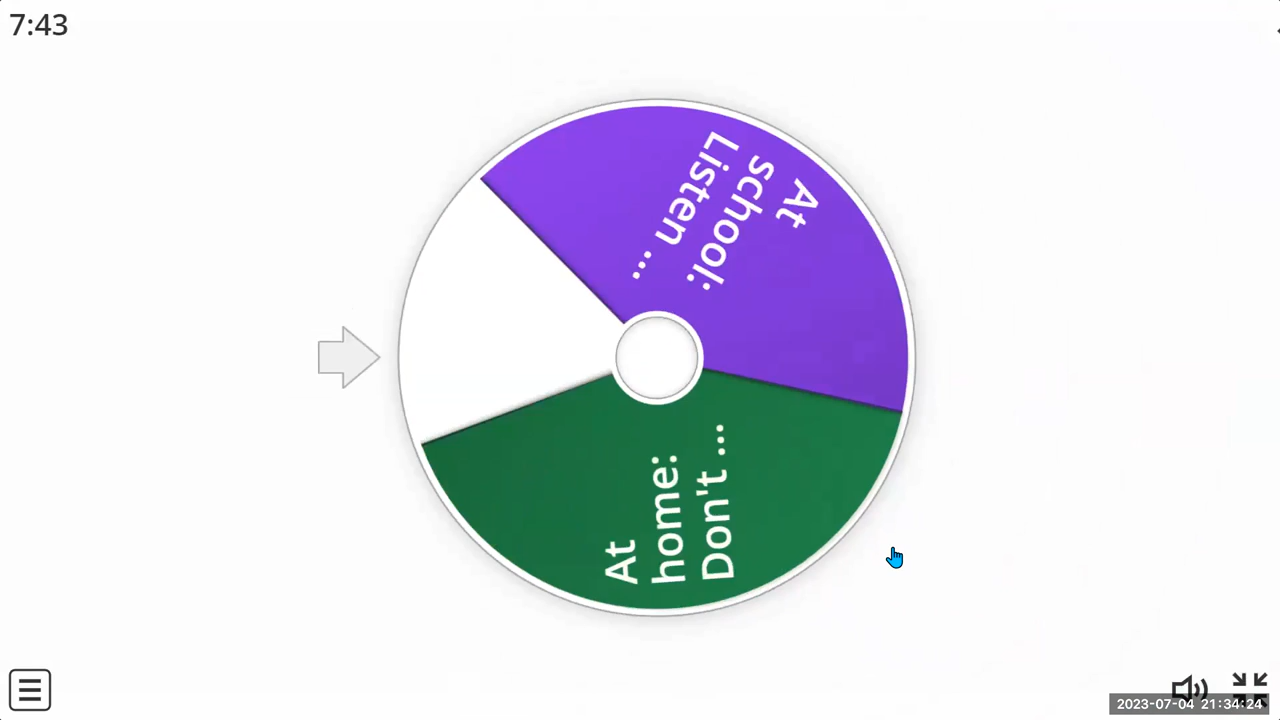 7:43
At
school:
Listen ...
At
home:
Don't ...
2023-07-04 21:34:24